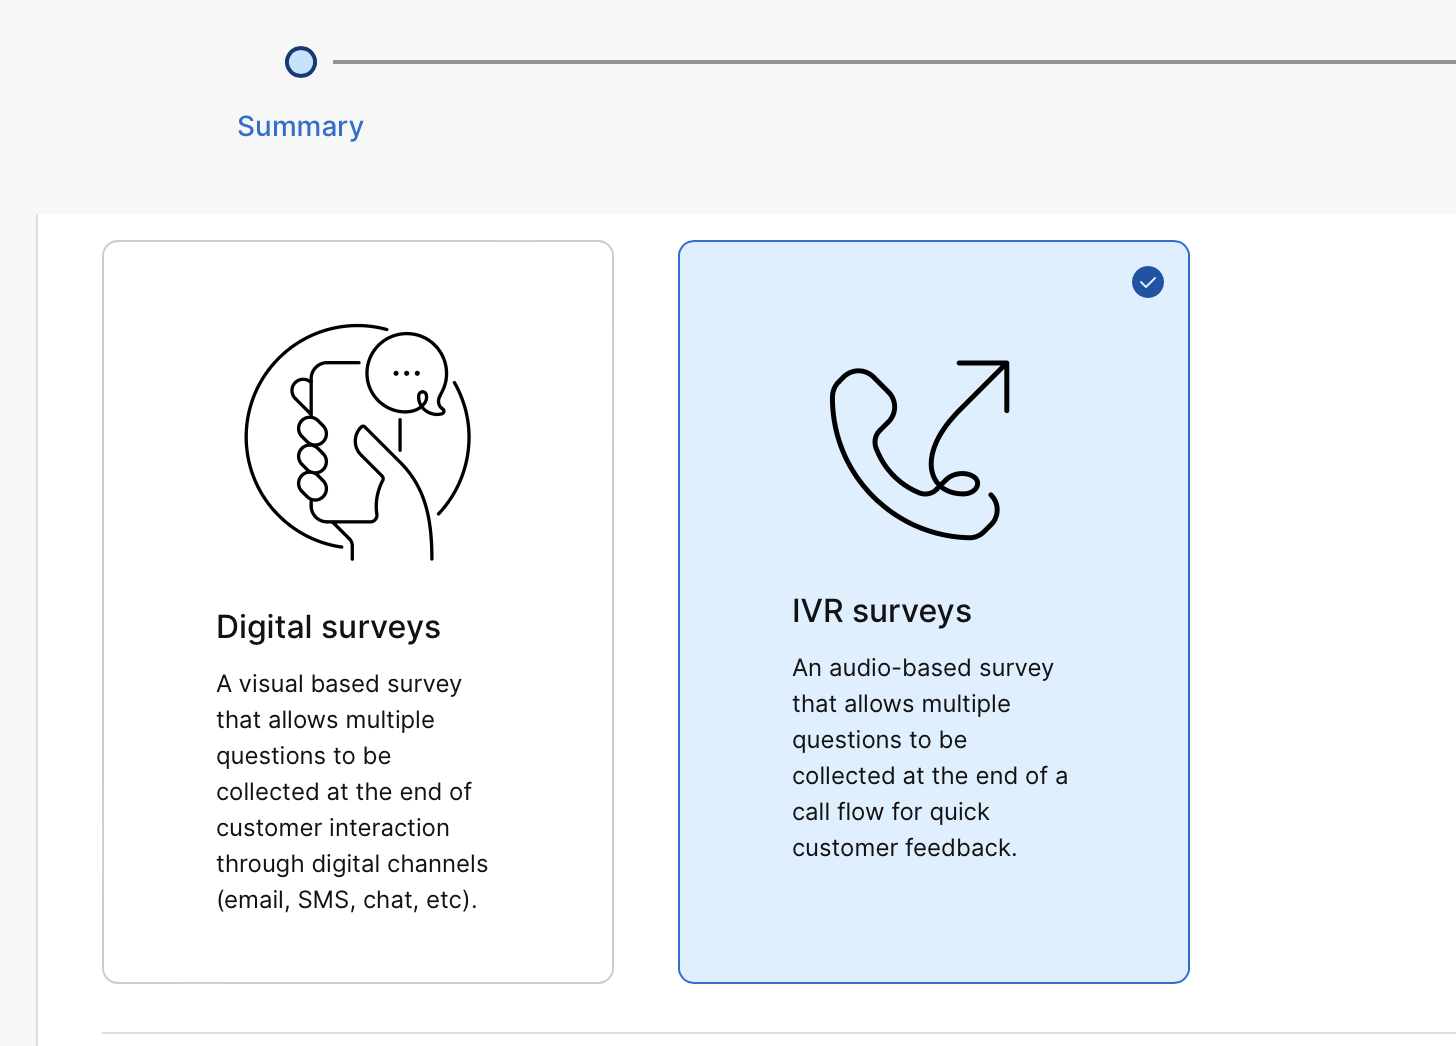 Summary
Digital surveys
A visual based survey
that allows multiple
questions to be
collected at the end of
customer interaction
through digital channels
(email, SMS, chat, etc).
IVR surveys
An audio-based survey
that allows multiple
questions to be
collected at the end of a
call flow for quick
customer feedback.